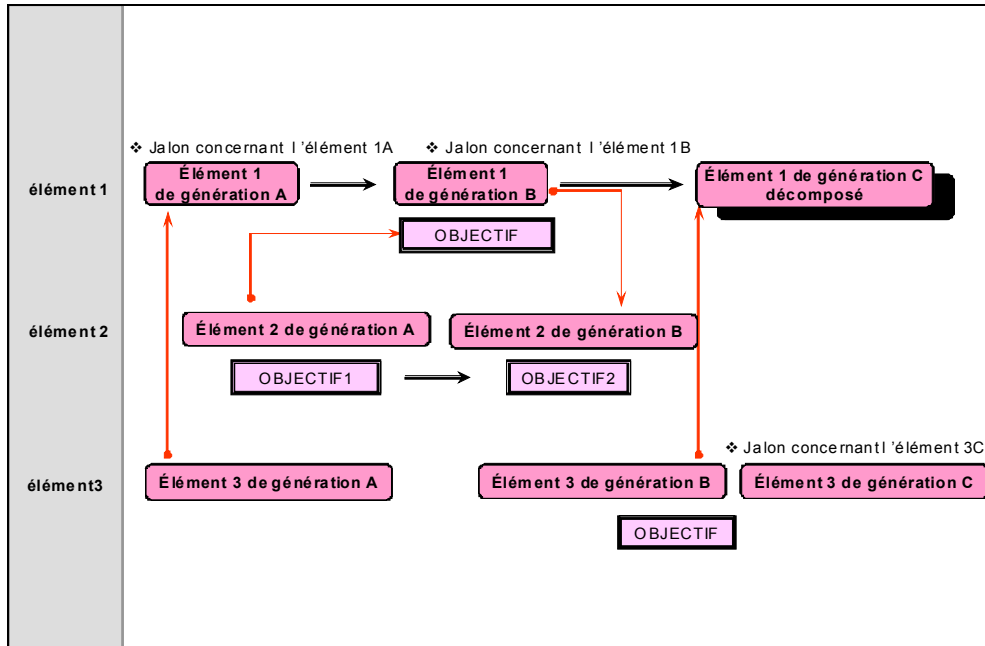 ❖ Jalon concernant l 'élément 1A
❖ Jalon concernant l 'élément 1B
élément 1
Élément 1
de génération A
Élément 1
de génération B
Élément 1 de génération C
décomposé
OBJECTIF
élément 2
Élément 2 de génération A
Élément 2 de génération B
OBJECTIF1
OBJECTIF2
❖ Jalon concernant l 'élément 3C
élément3
Élément 3 de génération A
Élément 3 de génération B
Élément 3 de génération C
OBJECTIF